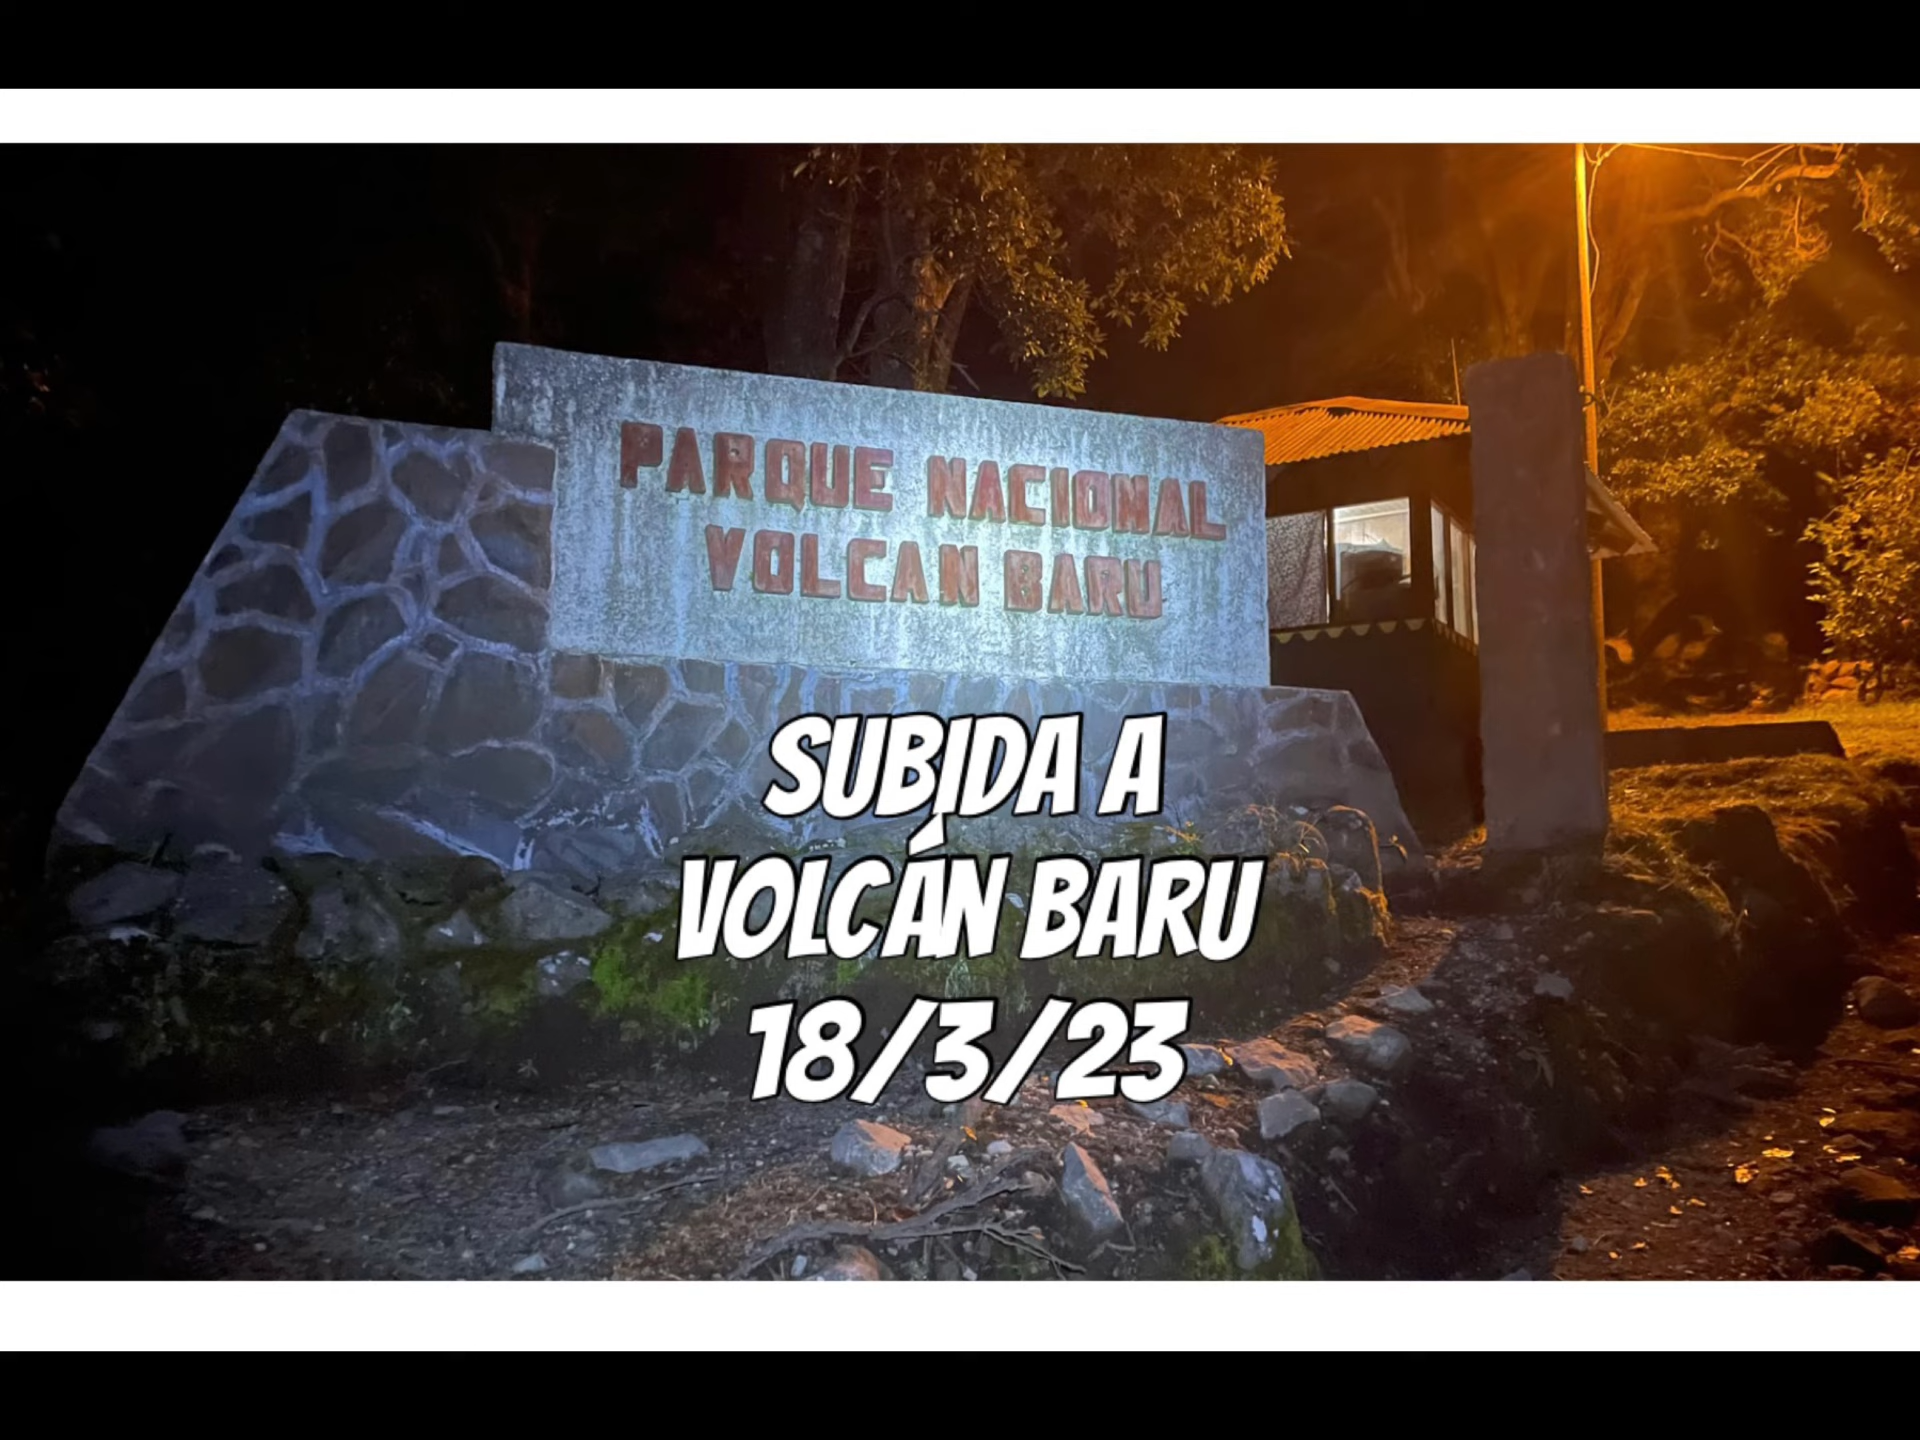 PARQUE NACIONAL
VOLCAN BARU
SUBIDA A
VOLCÁN BARU
18/3/23